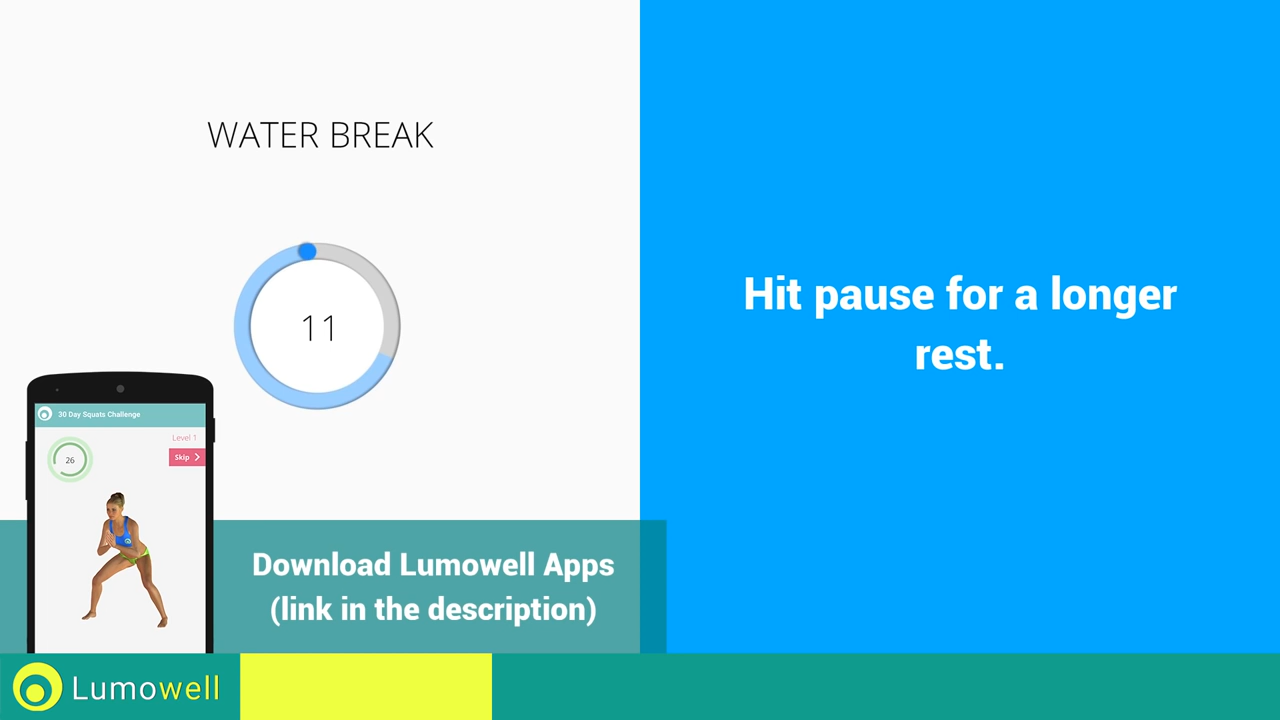 WATER BREAK
11
Hit pause for a longer
rest.
30 Day Squats Challenge
Level 1
26
Skip
Download Lumowell Apps
(link in the description)
Lumowell